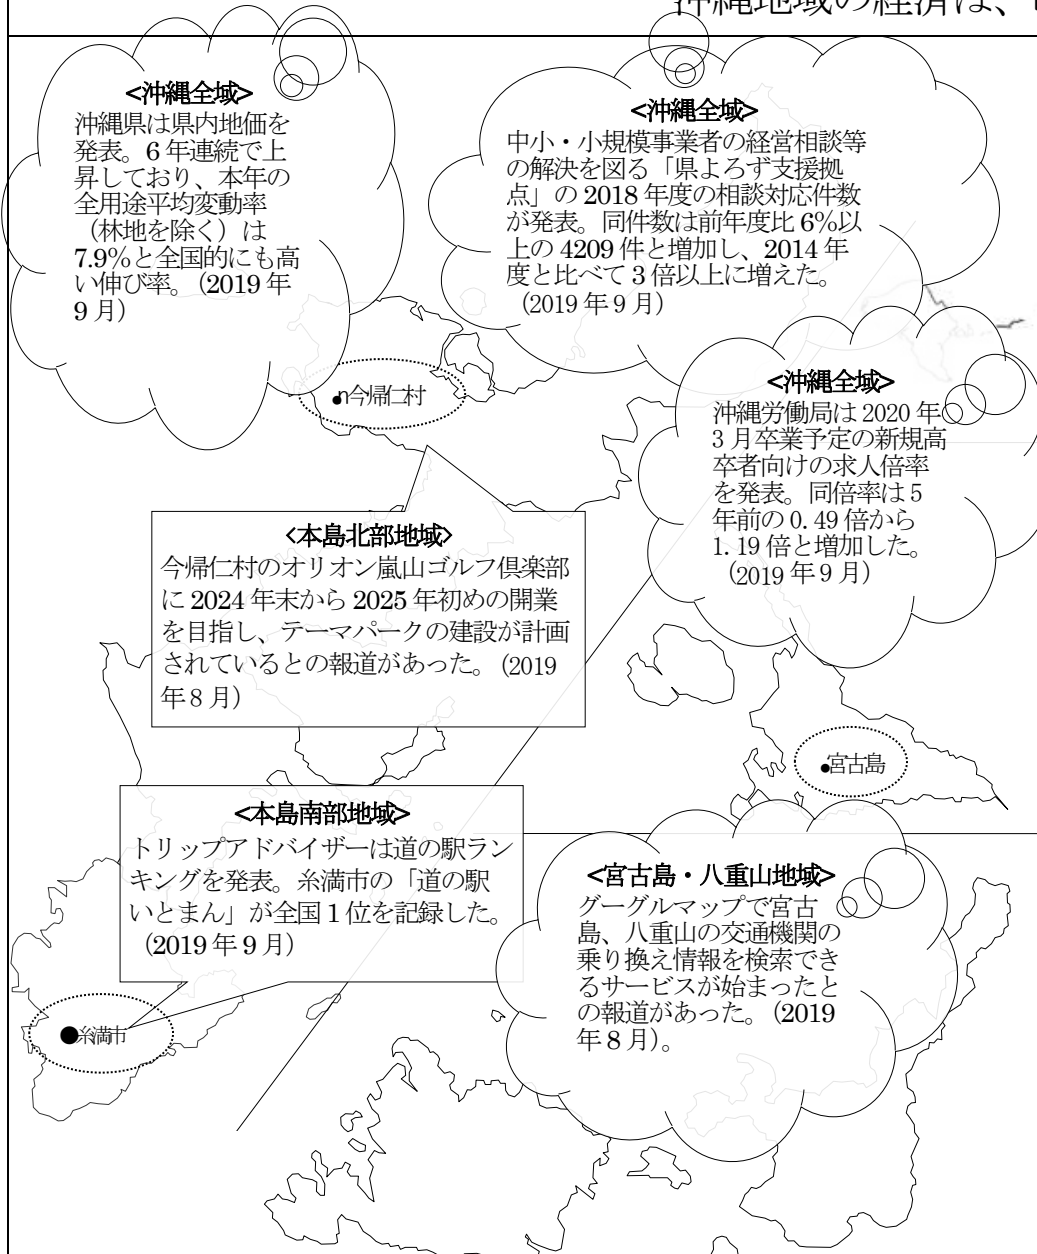 沖縄地域の経済は、
<沖縄全域>
沖縄県は県内地価を
発表。6年連続で上
昇しており、本年の
全用途平均変動率
（林地を除く）は
7.9％と全国的にも高
い伸び率。(2019年
9月）
<沖縄全域>
中小・小規模事業者の経営相談等
の解決を図る「県よろず支援拠
点」の2018年度の相談対応件数
が発表。同件数は前年度比6％以
上の4209件と増加し、2014年
度と比べて3倍以上に増えた。
（2019年9月）
<沖縄全域>
沖縄労働局は2020年
3月卒業予定の新規高
卒者向けの求人倍率
を発表。同倍率は5
年前の0.49倍から
1.19倍と増加した。
（2019年9月）
●n今帰仁村
<本島北部地域>
今帰仁村のオリオン嵐山ゴルフ倶楽部
に2024年末から2025年初めの開業
を目指し、テーマパークの建設が計画
されているとの報道があった。(2019
年8月）
●宮古島
<本島南部地域>
トリップアドバイザーは道の駅ラン
キングを発表。糸満市の「道の駅
いとまん」が全国1位を記録した。
（2019年9月）
●糸満市
<宮古島・八重山地域>
グーグルマップで宮古
島、八重山の交通機関の
乗り換え情報を検索でき
るサービスが始まったと
の報道があった。(2019
年8月)。